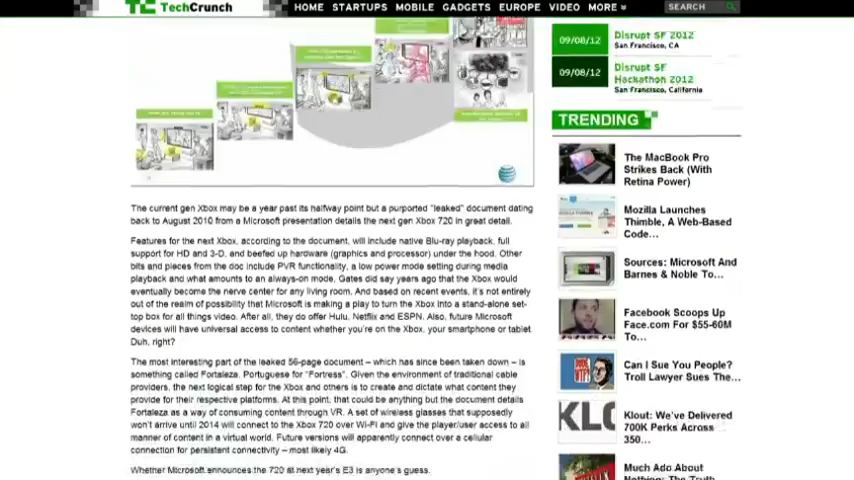 TechCrunch
HOME STARTUPS MOBILE GADGETS EUROPE VIDEO MORE
SEARCH
The current gen Xbox may be a year past its halfway point but a purported "leaked" document dating
back to August 2010 from a Microsoft presentation details the next gen Xbox 720 in great detail.
Features for the next Xbox, according to the document, will include native Blu-ray playback, full
support for HD and 3-D, and beefed up hardware (graphics and processor) under the hood. Other
bits and pieces from the doc include PVR functionality, a low power mode setting during media
playback and what amounts to an always-on mode. Gates did say years ago that the Xbox would
eventually become the nerve center for any living room. And based on recent events, it's not entirely
out of the realm of possibility that Microsoft is making a play to turn the Xbox into a stand-alone set-
top box for all things video. After all, they do offer Hulu, Netflix and ESPN. Also, future Microsoft
devices will have universal access to content whether you're on the Xbox, your smartphone or tablet
Duh, right?
The most interesting part of the leaked 56-page document – which has since been taken down – is
something called Fortaleza, Portuguese for "Fortress". Given the environment of traditional cable
providers, the next logical step for the Xbox and others is to create and dictate what content they
provide for their respective platforms. At this point, that could be anything but the document details
Fortaleza as a way of consuming content through VR. A set of wireless glasses that supposedly
won't arrive until 2014 will connect to the Xbox 720 over Wi-Fi and give the player/user access to all
manner of content in a virtual world. Future versions will apparently connect over a cellular
connection for persistent connectivity – most likely 4G.
Whether Microsoft announces the 720 at next year's E3 is anyone's guess.
09/08/12
Disrupt SF 2012
San Francisco, CA
09/08/12
Disrupt SF
Hackathon 2012
San Francisco, California
TRENDING
The MacBook Pro
Strikes Back (With
Retina Power)
Mozilla Launches
Thimble, A Web-Based
Code...
Sources: Microsoft And
Barnes & Noble To...
Facebook Scoops Up
Face.com For $55-60M
To...
DUDE,
WTF?!
Can I Sue You People?
Troll Lawyer Sues The...
KLO
Klout: We've Delivered
700K Perks Across
350...
Much Ado About
Nothing: The Truth